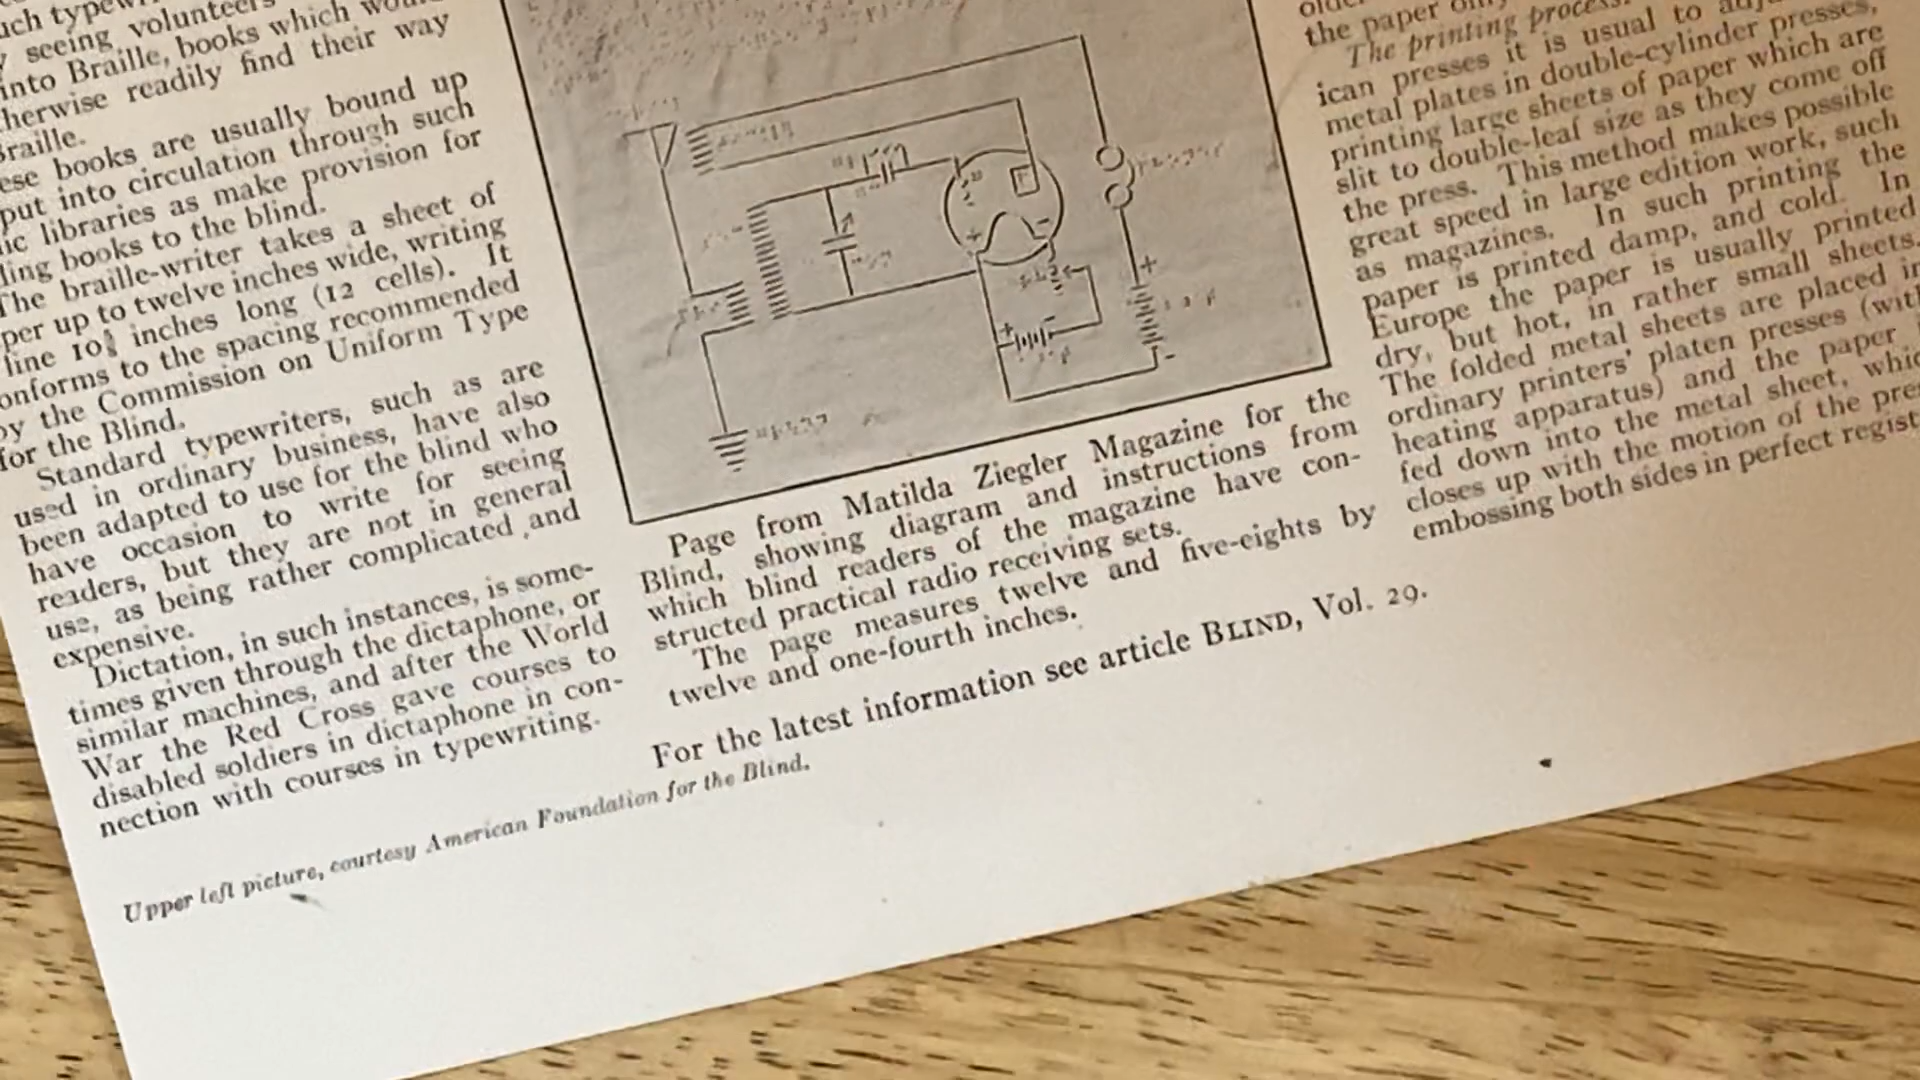 seeing volunteers
into Braille, books which
herwise readily find their way
Braille.
ese books are usually bound up
put into circulation through such
ic libraries as make provision for
ling books to the blind.
The braille-writer takes a sheet of
per up to twelve inches wide, writing
line 10⅜ inches long (12 cells). It
onforms to the spacing recommended
by the Commission on Uniform Type
for the Blind.
Standard typewriters, such as are
used in ordinary business, have also
been adapted to use for the blind who
have occasion to write for seeing
readers, but they are not in general
use, as being rather complicated and
expensive.
Dictation, in such instances, is some-
times given through the dictaphone, or
similar machines, and after the World
War the Red Cross gave courses to
disabled soldiers in dictaphone in con-
nection with courses in typewriting.
Upper left picture, courtesy American Foundation for the Blind.
Page from Matilda Ziegler Magazine for the
Blind, showing diagram and instructions from
which blind readers of the magazine have con-
structed practical radio receiving sets.
The page measures twelve and five-eights by
twelve and one-fourth inches.
For the latest information see article BLIND, Vol. 29.
the paper
The printing process.
ican presses it is usual to
metal plates in double-cylinder presses,
printing large sheets of paper which are
slit to double-leaf size as they come off
the press. This method makes possible
great speed in large edition work, such
as magazines. In such printing the
paper is printed damp, and cold. In
Europe the paper is usually printed
dry, but hot, in rather small sheets.
The folded metal sheets are placed in
ordinary printers' platen presses (with
heating apparatus) and the paper
fed down into the metal sheet, whic
closes up with the motion of the pre
embossing both sides in perfect regist